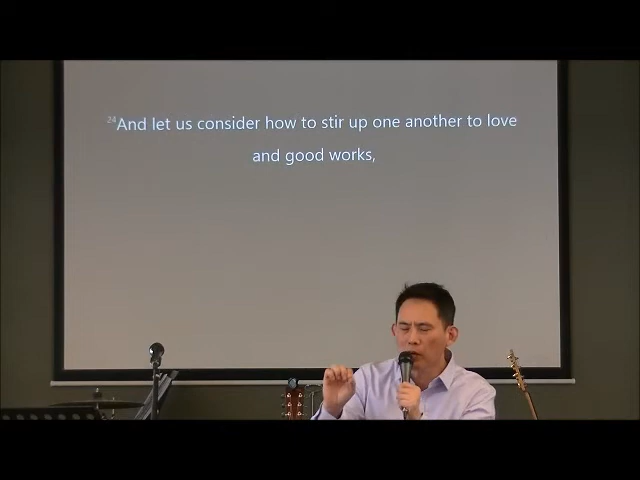 24And let us consider how to stir up one another to love
and good works,